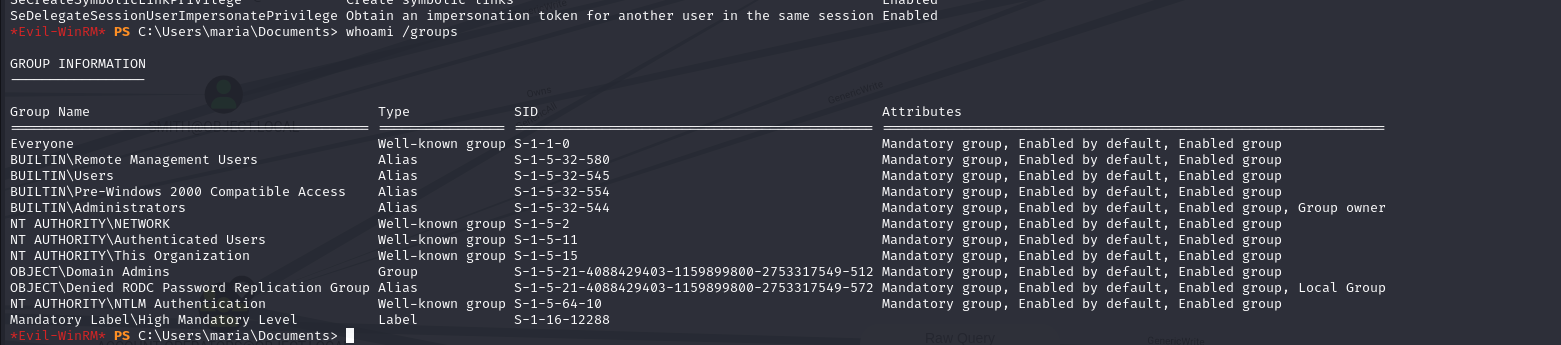 SeCreateSymbolicLinkPrivilege Create symbolic links Enabled
SeDelegateSessionUserImpersonatePrivilege Obtain an impersonation token for another user in the same session Enabled
*Evil-WinRM* PS C:\Users\maria\Documents> whoami /groups
GROUP INFORMATION
-----------------
Group Name Type SID Attributes
Everyone Well-known group S-1-1-0 Mandatory group, Enabled by default, Enabled group
BUILTIN\Remote Management Users Alias S-1-5-32-580 Mandatory group, Enabled by default, Enabled group
BUILTIN\Users Alias S-1-5-32-545 Mandatory group, Enabled by default, Enabled group
BUILTIN\Pre-Windows 2000 Compatible Access Alias S-1-5-32-554 Mandatory group, Enabled by default, Enabled group
BUILTIN\Administrators Alias S-1-5-32-544 Mandatory group, Enabled by default, Enabled group, Group owner
NT AUTHORITY\NETWORK Well-known group S-1-5-2 Mandatory group, Enabled by default, Enabled group
NT AUTHORITY\Authenticated Users Well-known group S-1-5-11 Mandatory group, Enabled by default, Enabled group
NT AUTHORITY\This Organization Well-known group S-1-5-15 Mandatory group, Enabled by default, Enabled group
OBJECT\Domain Admins Group S-1-5-21-4088429403-1159899800-2753317549-512 Mandatory group, Enabled by default, Enabled group
OBJECT\Denied RODC Password Replication Group Alias S-1-5-21-4088429403-1159899800-2753317549-572 Mandatory group, Enabled by default, Enabled group, Local Group
NT AUTHORITY\NTLM Authentication Well-known group S-1-5-64-10 Mandatory group, Enabled by default, Enabled group
Mandatory Label\High Mandatory Level Label S-1-16-12288
*Evil-WinRM* PS C:\Users\maria\Documents>
Raw Query